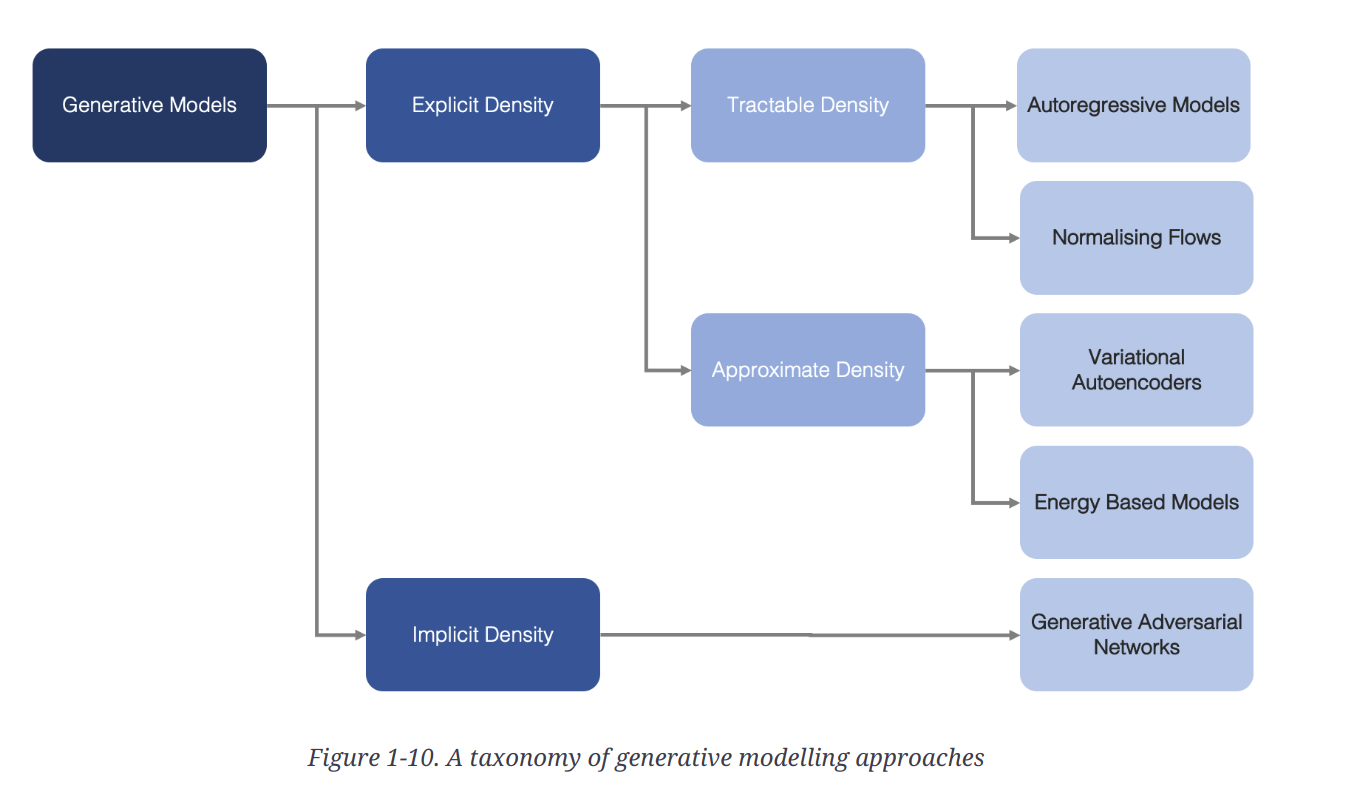 Generative Models
Explicit Density
Tractable Density
Autoregressive Models
Normalising Flows
Approximate Density
Variational
Autoencoders
Energy Based Models
Implicit Density
Generative Adversarial
Networks
Figure 1-10. A taxonomy of generative modelling approaches